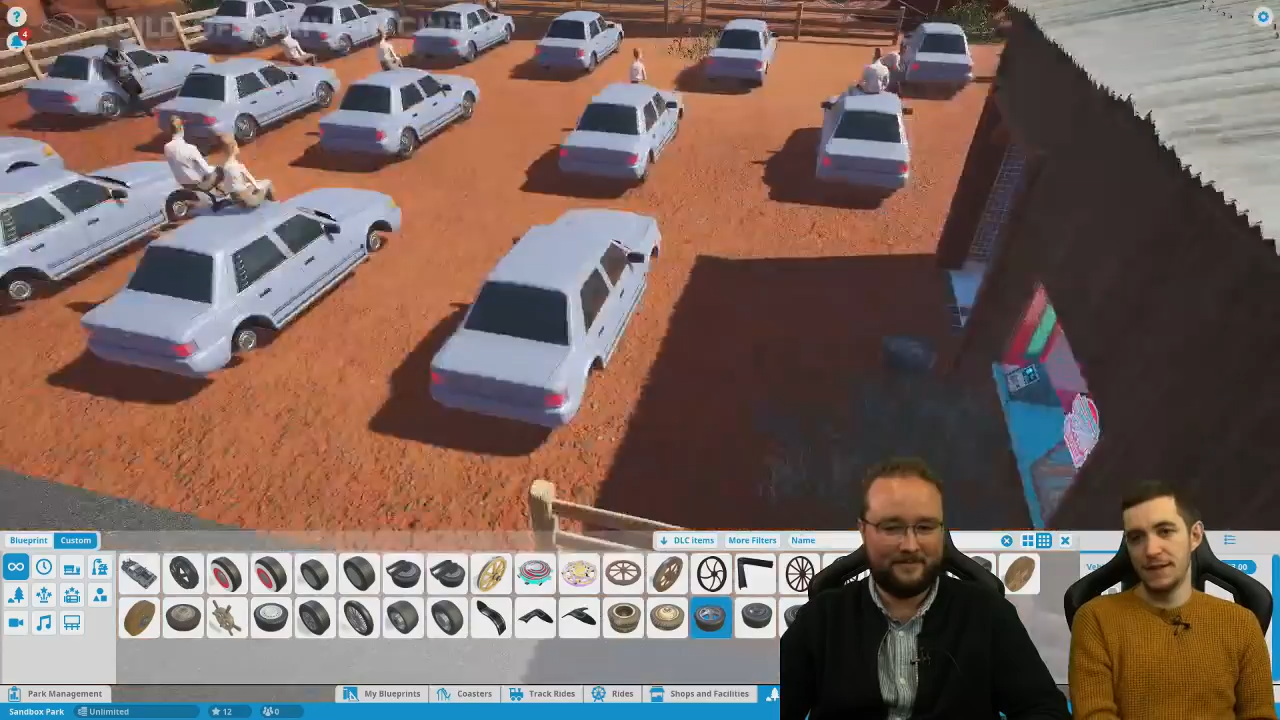 ?
4
Blueprint Custom
DLC items More Filters Name
Park Management My Blueprints Coasters Track Rides Rides Shops and Facilities
Sandbox Park Unlimited 12 0